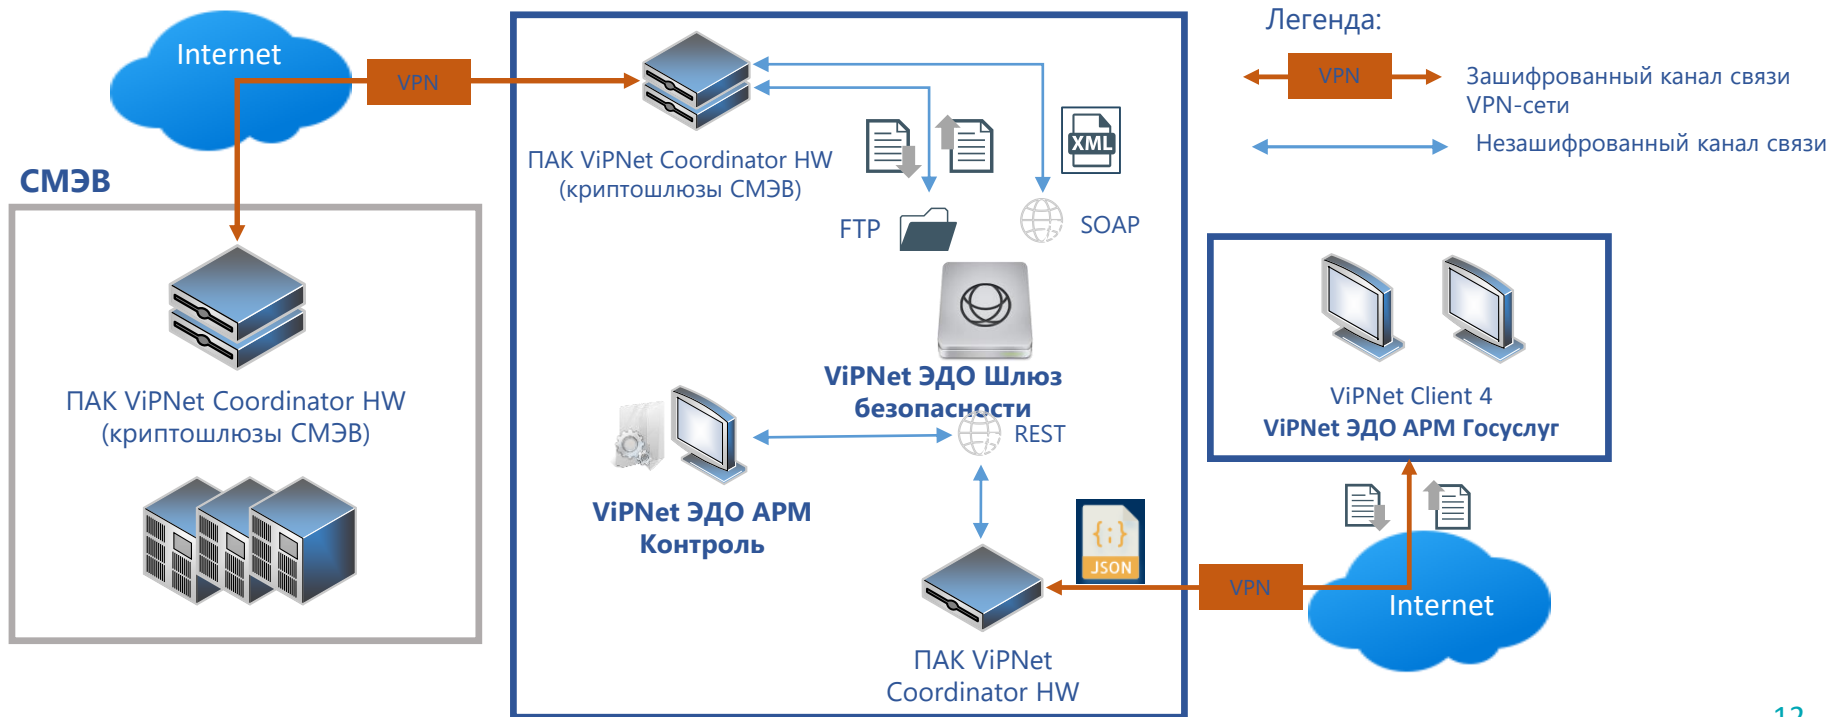 Internet
VPN
СМЭВ
ПАК ViPNet Coordinator HW
(криптошлюзы СМЭВ)
ПАК ViPNet Coordinator HW
(криптошлюзы СМЭВ)
XML
FTP
SOAP
ViPNet ЭДО Шлюз
безопасности
REST
ViPNet ЭДО АРМ
Контроль
{;}
JSON
ПАК ViPNet
Coordinator HW
VPN
Легенда:
VPN
Зашифрованный канал связи
VPN-сети
Незашифрованный канал связи
ViPNet Client 4
ViPNet ЭДО АРМ Госуслуг
Internet
12